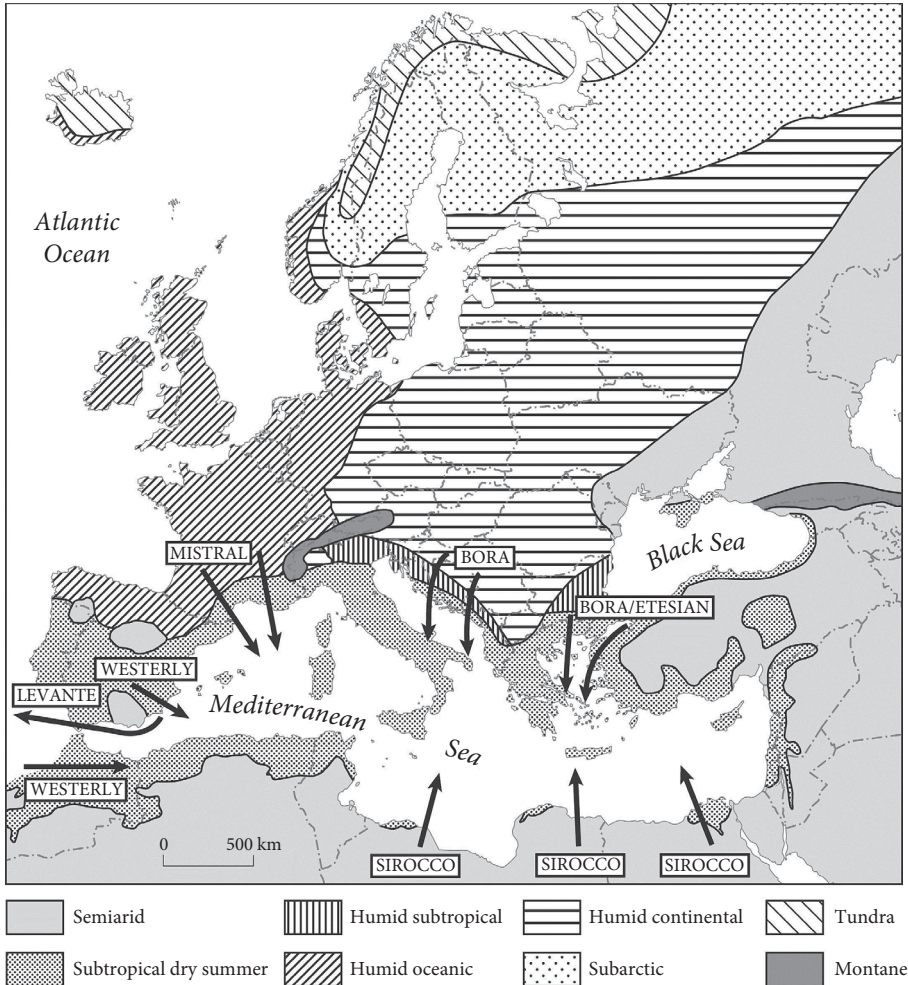 Atlantic
Ocean
MISTRAL
BORA
Black Sea
BORA/ETESIAN
WESTERLY
LEVANTE
Mediterranean
Sea
WESTERLY
0 500 km
SIROCCO
SIROCCO
SIROCCO
Semiarid
Humid subtropical
Humid continental
Tundra
Subtropical dry summer
Humid oceanic
Subarctic
Montane